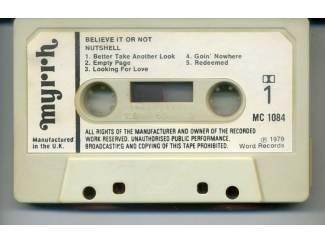 myrrh
BELIEVE IT OR NOT
NUTSHELL
1. Better Take Another Look
2. Empty Page
3. Looking For Love
4. Goin' Nowhere
5. Redeemed
1
MC 1084
Manufactured
in the U.K.
ALL RIGHTS OF THE MANUFACTURER AND OWNER OF THE RECORDED
WORK RESERVED. UNAUTHORISED PUBLIC PERFORMANCE,
BROADCASTING AND COPYING OF THIS TAPE PROHIBITED.
℗ 1979
Word Records